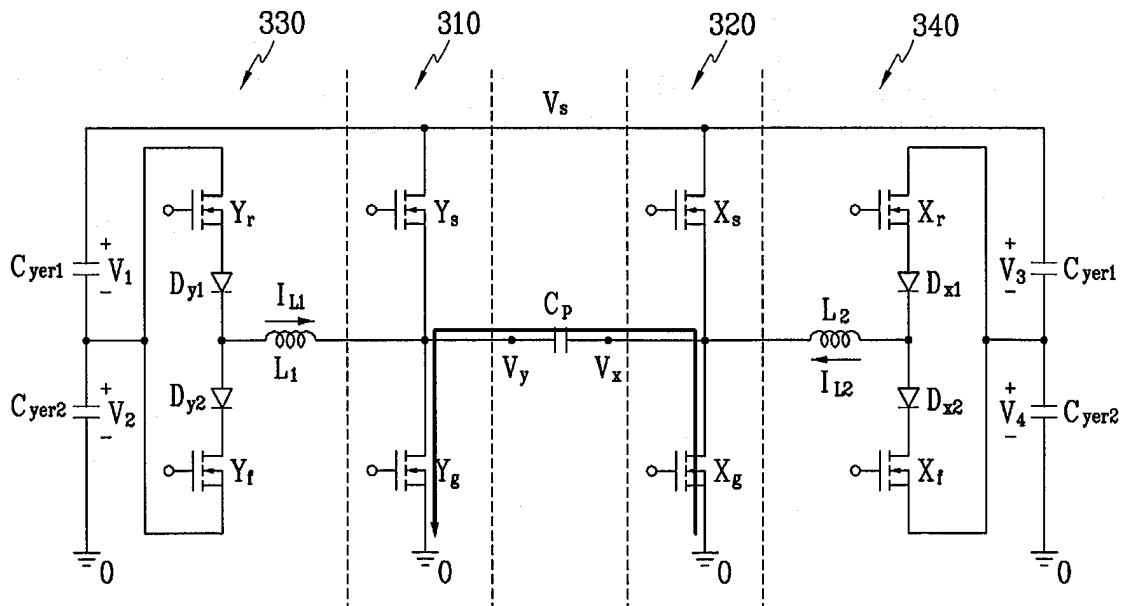 330 310 320 340
Vs
Yr Ys Xs Xr
Cyer1 + V1 - Dy1 Dx1 + V3 - Cyer1
IL1 Cp L2
L1 Vy Vx IL2
Cyer2 + V2 - Dy2 Dx2 + V4 - Cyer2
Yf Yg Xg Xf
0 0 0 0